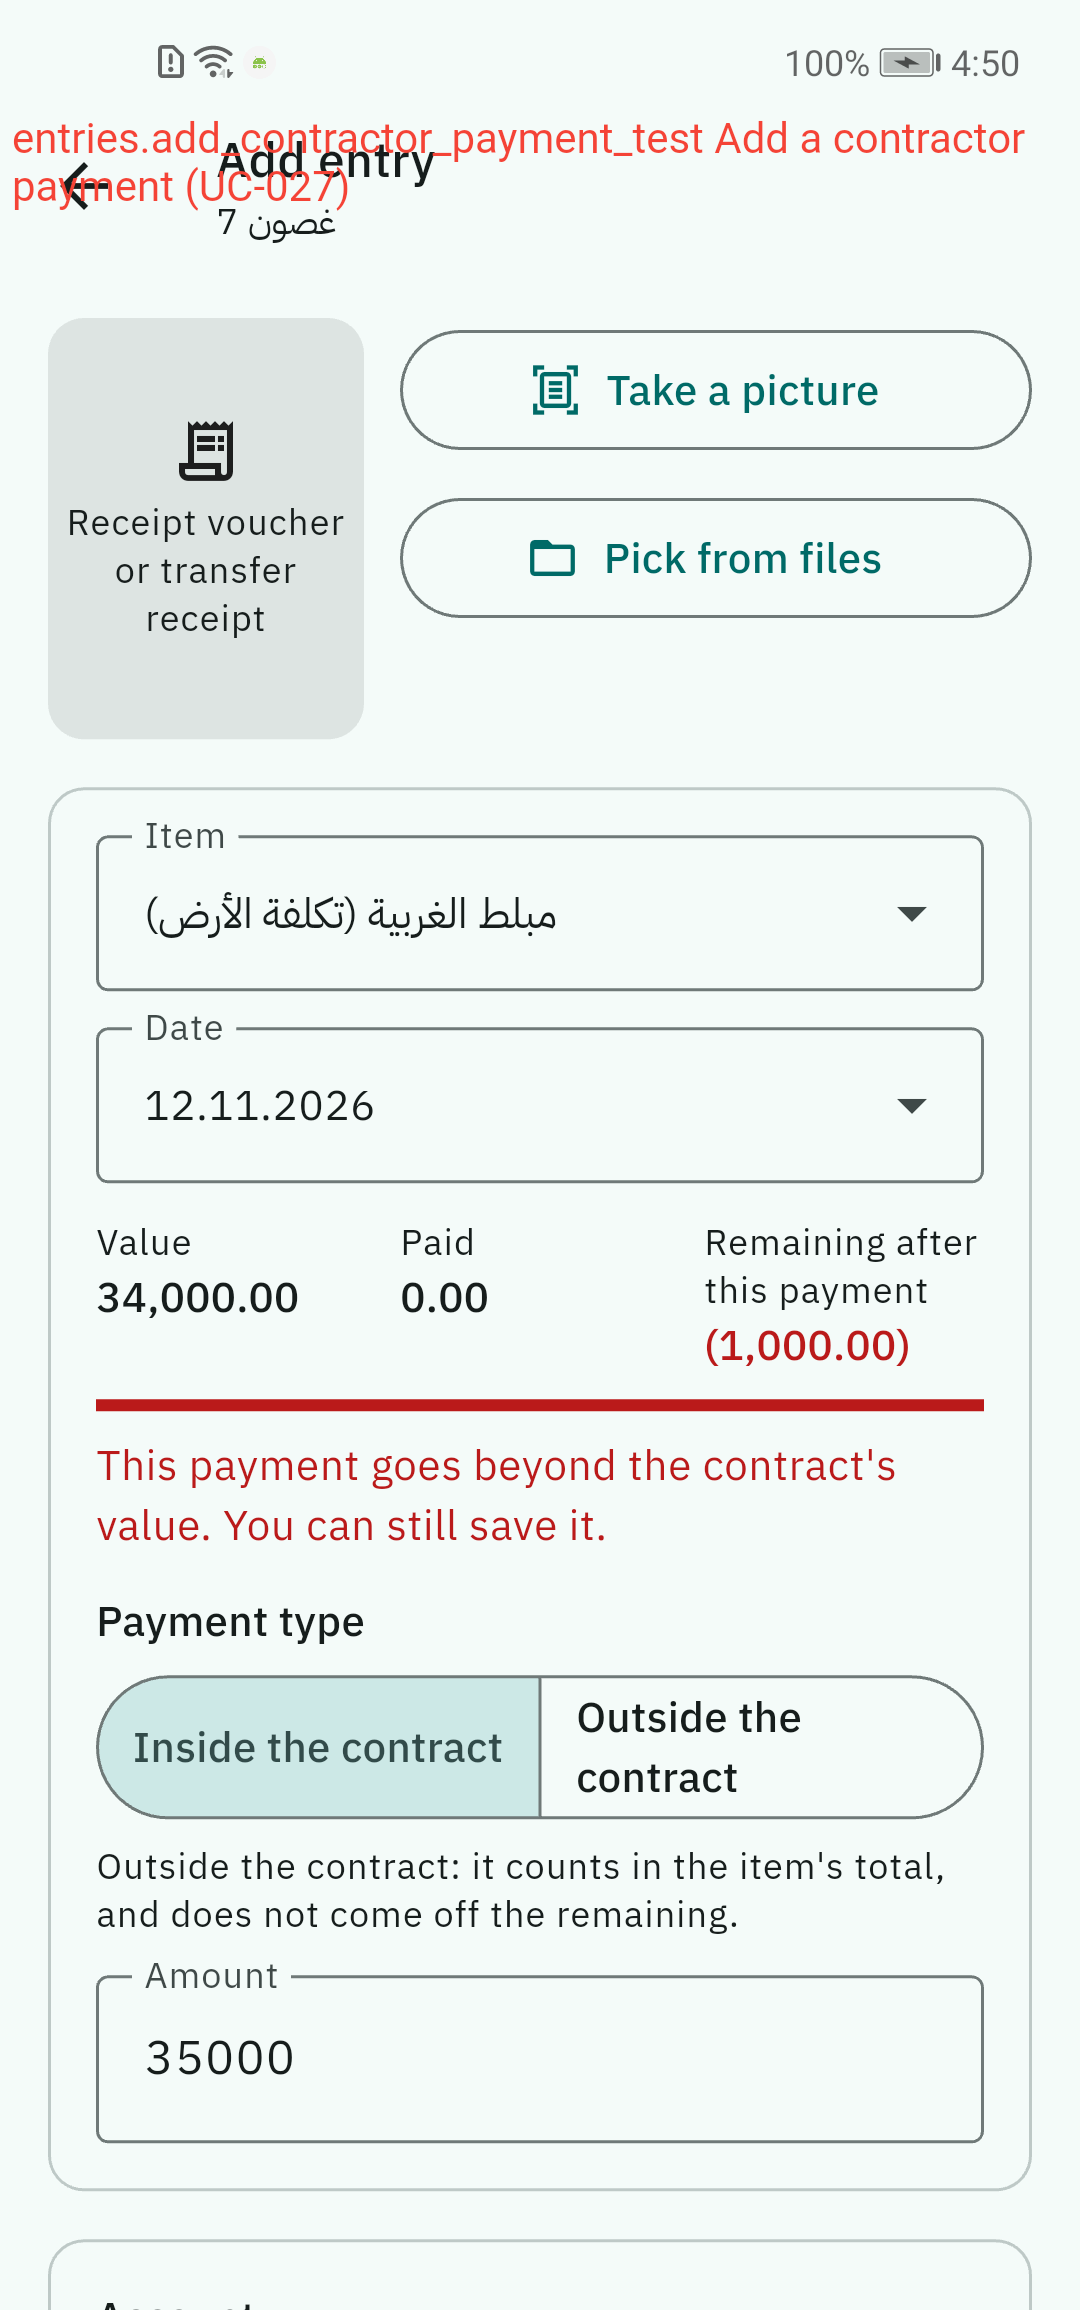 100% 4:50
entries.add_contractor_payment_test Add a contractor
payment (UC-027)
Add entry
غصون 7
Take a picture
Pick from files
Receipt voucher
or transfer
receipt
Item
مبلط الغربية (تكلفة الأرض)
Date
12.11.2026
Value
34,000.00
Paid
0.00
Remaining after
this payment
(1,000.00)
This payment goes beyond the contract's
value. You can still save it.
Payment type
Inside the contract
Outside the
contract
Outside the contract: it counts in the item's total,
and does not come off the remaining.
Amount
35000